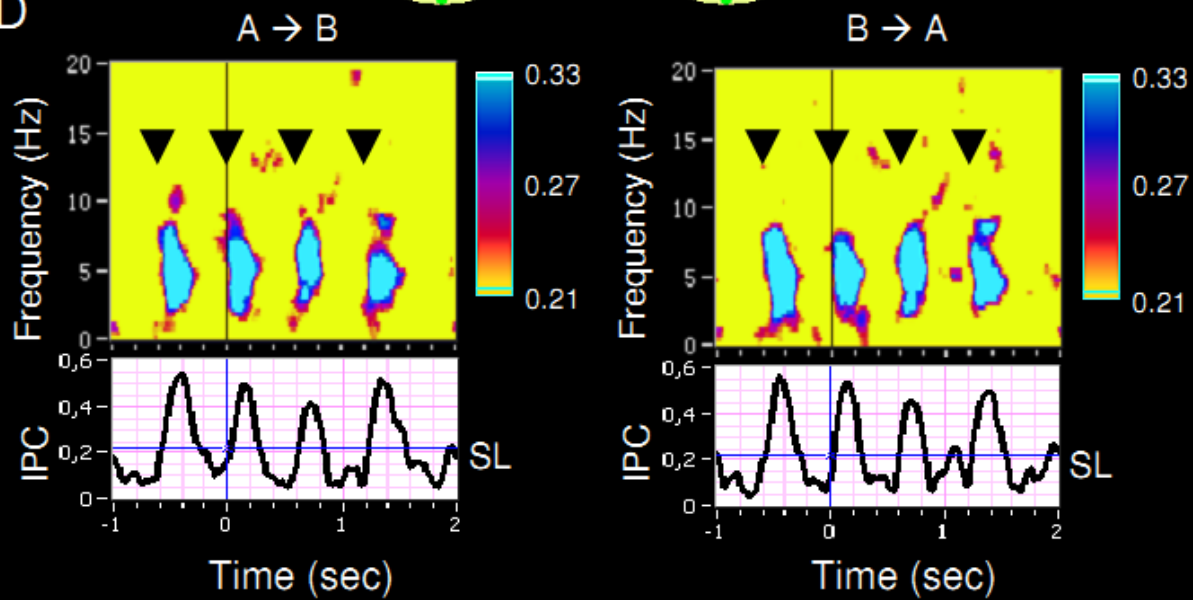 D
A → B
B → A
Frequency (Hz)
20
15
10
5
0
0.33
0.27
0.21
Frequency (Hz)
20
15
10
5
0
0.33
0.27
0.21
IPC
0,6
0,4
0,2
0
SL
-1
0
1
2
Time (sec)
IPC
0,6
0,4
0,2
0
SL
-1
0
1
2
Time (sec)